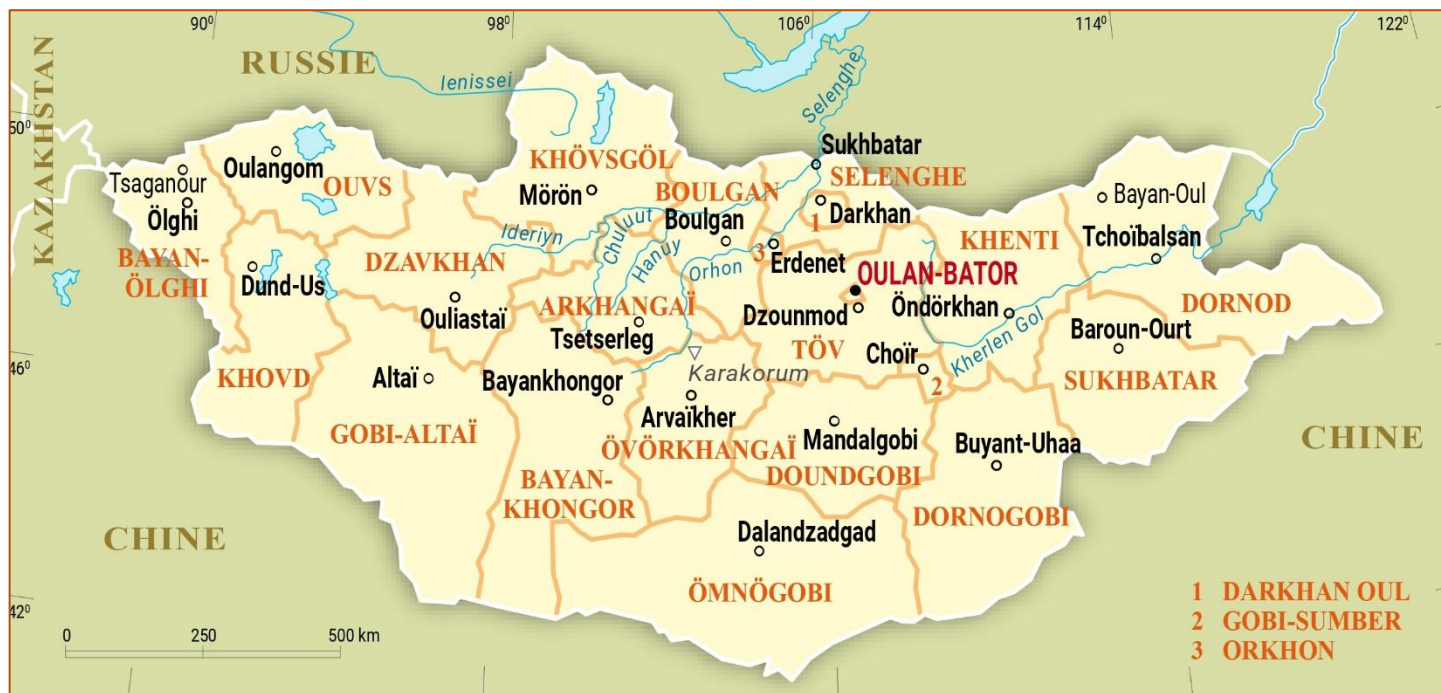 90⁰
98⁰
106⁰
114⁰
122⁰
KAZAKHSTAN
RUSSIE
Ienissei
Selenghe
50⁰
Sukhbatar
Oulangom
KHÖVSGÖL
SELENGHE
Tsaganour
OUVS
Mörön
BOULGAN
Bayan-Oul
Ölghi
Chuluut
Boulgan
1
Darkhan
KHENTI
Tchoïbalsan
BAYAN-
ÖLGHI
Ideriyn
Hanuy
Orhon
3
Erdenet
DZAVKHAN
OULAN-BATOR
Dund-Us
DORNOD
Ouliastaï
ARKHANGAÏ
Dzounmod
Öndörkhan
Tsetserleg
TÖV
Choïr
Kherlen Gol
Baroun-Ourt
46⁰
KHOVD
Altaï
Bayankhongor
Karakorum
2
SUKHBATAR
Arvaïkher
GOBI-ALTAÏ
ÖVÖRKHANGAÏ
Mandalgobi
Buyant-Uhaa
CHINE
BAYAN-
KHONGOR
DOUNDGOBI
DORNOGOBI
CHINE
Dalandzadgad
ÖMNÖGOBI
42⁰
1 DARKHAN OUL
2 GOBI-SUMBER
3 ORKHON
0 250 500 km